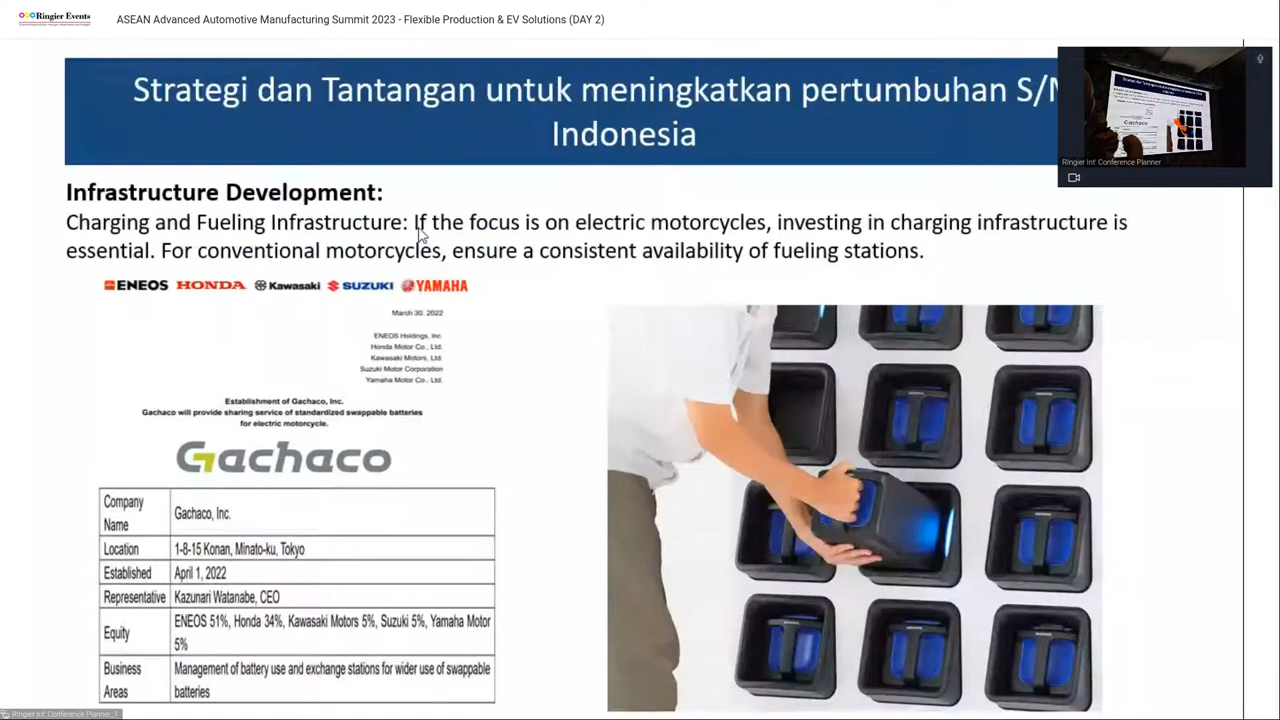 Ringier Events
ASEAN Advanced Automotive Manufacturing Summit 2023 - Flexible Production & EV Solutions (DAY 2)
Strategi dan Tantangan untuk meningkatkan pertumbuhan
Indonesia
Ringier Int' Conference Planner
Infrastructure Development:
Charging and Fueling Infrastructure: If the focus is on electric motorcycles, investing in charging infrastructure is
essential. For conventional motorcycles, ensure a consistent availability of fueling stations.
ENEOS HONDA Kawasaki SUZUKI YAMAHA
March 30, 2022
ENEOS Holdings, Inc.
Honda Motor Co., Ltd.
Kawasaki Motors, Ltd.
Suzuki Motor Corporation
Yamaha Motor Co., Ltd.
Establishment of Gachaco, Inc.
Gachaco will provide sharing service of standardized swappable batteries
for electric motorcycle.
Gachaco
Company
Name
Gachaco, Inc.
Location 1-8-15 Konan, Minato-ku, Tokyo
Established April 1, 2022
Representative Kazunari Watanabe, CEO
Equity
ENEOS 51%, Honda 34%, Kawasaki Motors 5%, Suzuki 5%, Yamaha Motor
5%
Business
Areas
Management of battery use and exchange stations for wider use of swappable
batteries
Ringier Int' Conference Planner_1